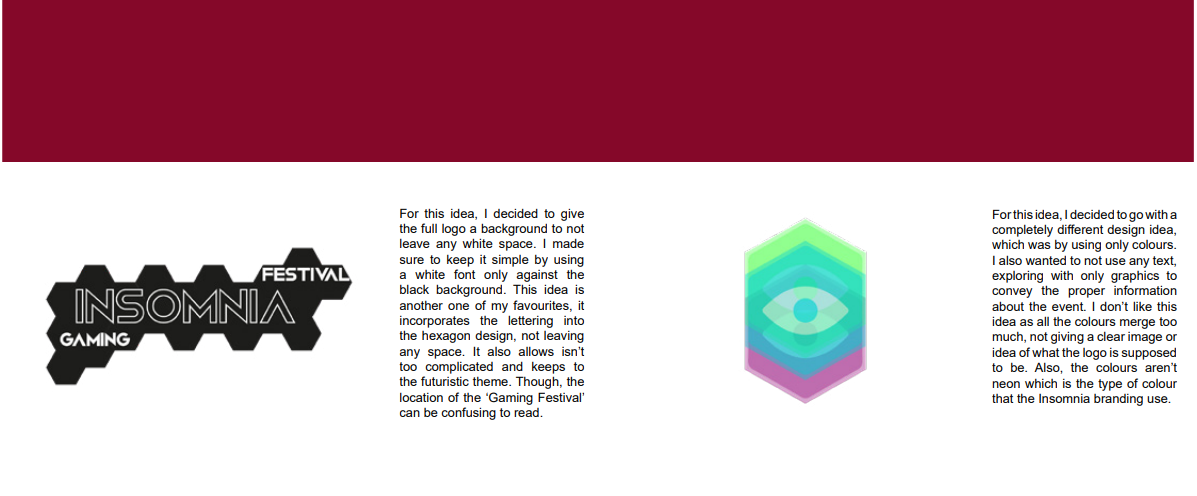 FESTIVAL
INSOMNIA
GAMING
For this idea, I decided to give
the full logo a background to not
leave any white space. I made
sure to keep it simple by using
a white font only against the
black background. This idea is
another one of my favourites, it
incorporates the lettering into
the hexagon design, not leaving
any space. It also allows isn’t
too complicated and keeps to
the futuristic theme. Though, the
location of the ‘Gaming Festival’
can be confusing to read.
For this idea, I decided to go with a
completely different design idea,
which was by using only colours.
I also wanted to not use any text,
exploring with only graphics to
convey the proper information
about the event. I don’t like this
idea as all the colours merge too
much, not giving a clear image or
idea of what the logo is supposed
to be. Also, the colours aren’t
neon which is the type of colour
that the Insomnia branding use.